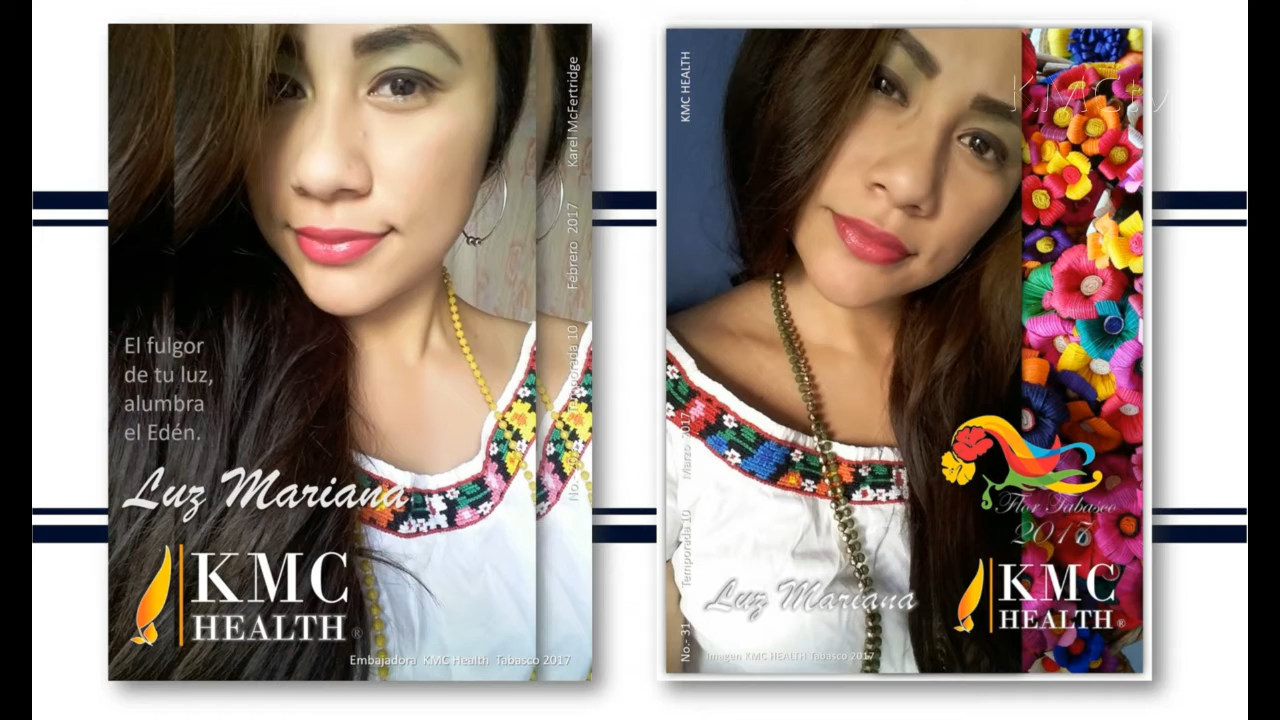 El fulgor
de tu luz,
alumbra
el Edén.
Luz Mariana
KMC
HEALTH®
Embajadora KMC Health Tabasco 2017
No.- Temporada 10 Febrero 2017 Karel McFertridge
KMC HEALTH
KMCtv
No.- 31 Temporada 10 Marzo 2017
Flor Tabasco
2017
Luz Mariana
KMC
HEALTH®
Imagen KMC HEALTH Tabasco 2017